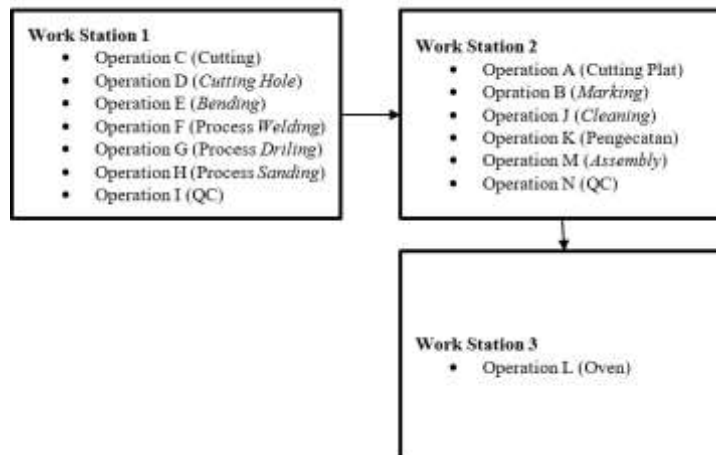 Work Station 1
• Operation C (Cutting)
• Operation D (Cutting Hole)
• Operation E (Bending)
• Operation F (Process Welding)
• Operation G (Process Driling)
• Operation H (Process Sanding)
• Operation I (QC)
Work Station 2
• Operation A (Cutting Plat)
• Opration B (Marking)
• Operation J (Cleaning)
• Operation K (Pengecatan)
• Operation M (Assembly)
• Operation N (QC)
Work Station 3
• Operation L (Oven)